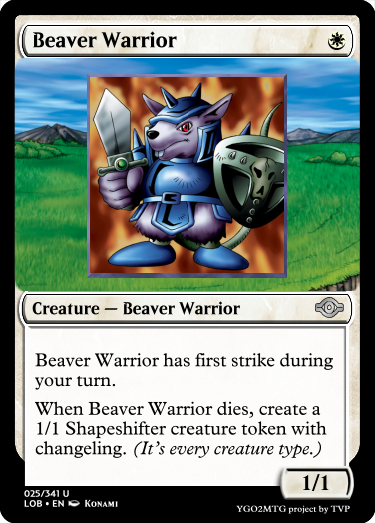 Beaver Warrior
Creature — Beaver Warrior
Beaver Warrior has first strike during
your turn.
When Beaver Warrior dies, create a
1/1 Shapeshifter creature token with
changeling. (It's every creature type.)
1/1
025/341 U
LOB • EN Konami
YGO2MTG project by TVP